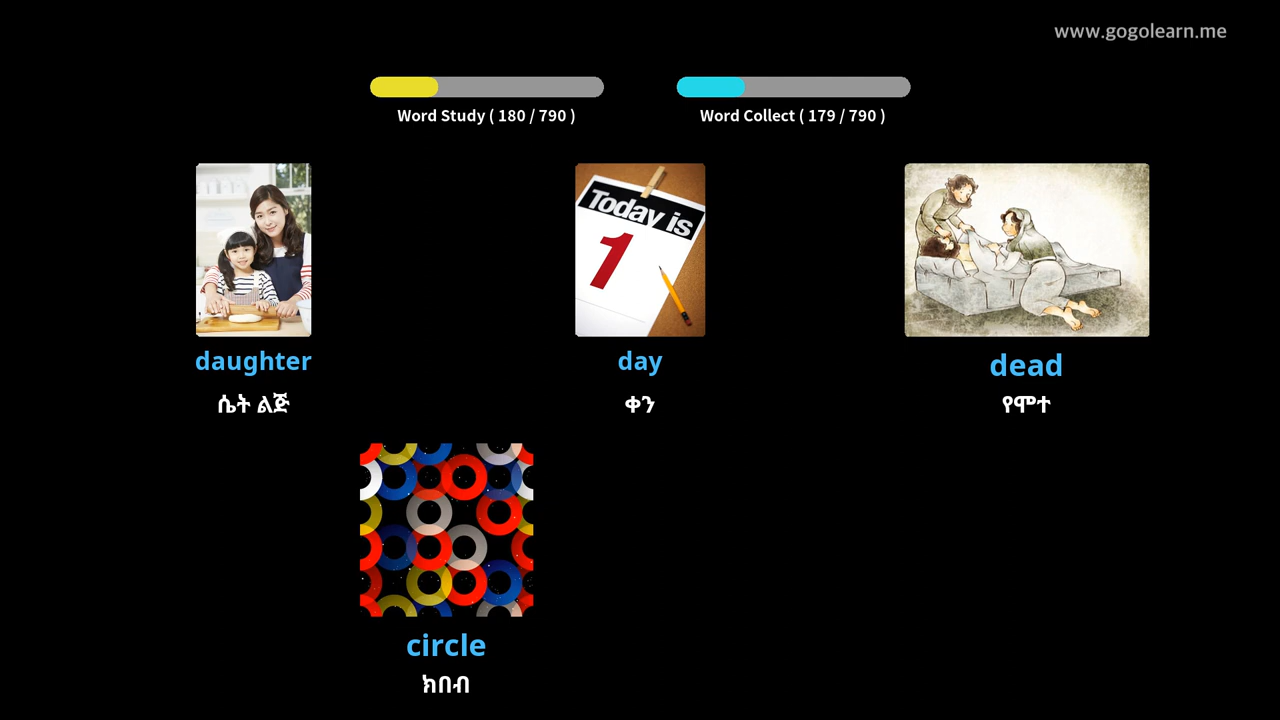 www.gogolearn.me
Word Study ( 180 / 790 )
Word Collect ( 179 / 790 )
Today is
1
daughter
day
dead
ሴት ልጅ
ቀን
የሞተ
circle
ክበብ